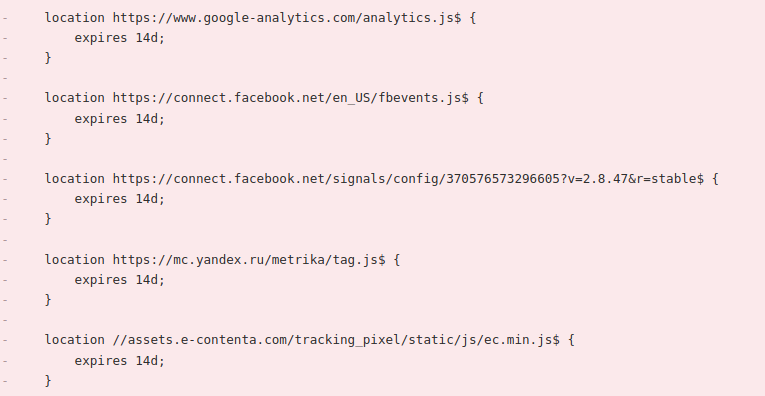 -     location https://www.google-analytics.com/analytics.js$ {
-         expires 14d;
-     }
-
-     location https://connect.facebook.net/en_US/fbevents.js$ {
-         expires 14d;
-     }
-
-     location https://connect.facebook.net/signals/config/370576573296605?v=2.8.47&r=stable$ {
-         expires 14d;
-     }
-
-     location https://mc.yandex.ru/metrika/tag.js$ {
-         expires 14d;
-     }
-
-     location //assets.e-contenta.com/tracking_pixel/static/js/ec.min.js$ {
-         expires 14d;
-     }